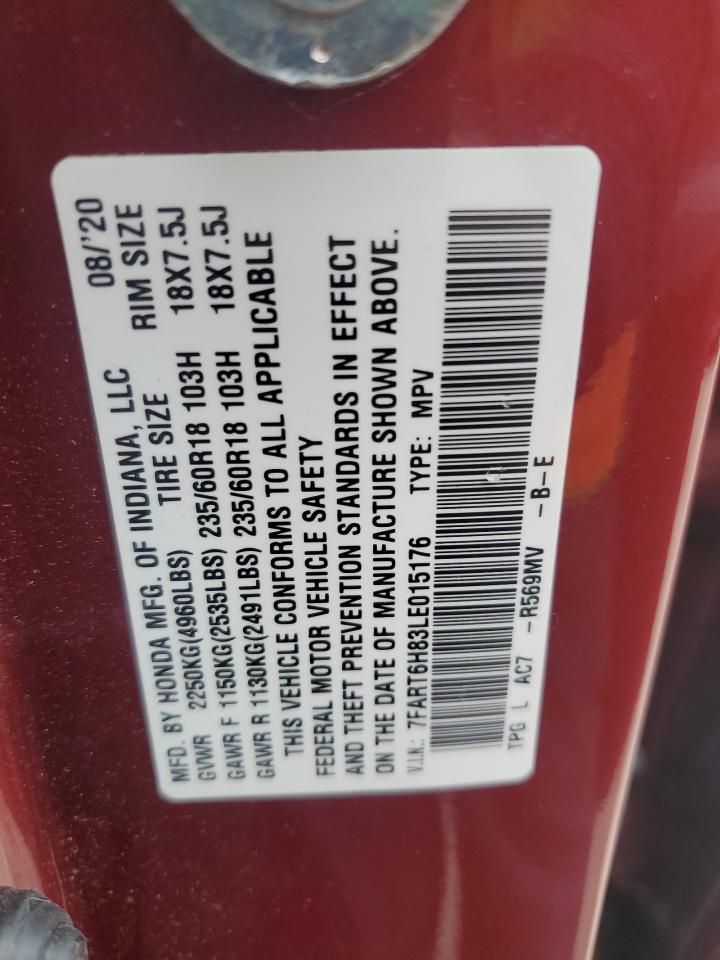 MFD. BY HONDA MFG. OF INDIANA, LLC 08/'20
GVWR 2250KG(4960LBS) TIRE SIZE RIM SIZE
GAWR F 1150KG(2535LBS) 235/60R18 103H 18X7.5J
GAWR R 1130KG(2491LBS) 235/60R18 103H 18X7.5J
THIS VEHICLE CONFORMS TO ALL APPLICABLE
FEDERAL MOTOR VEHICLE SAFETY
AND THEFT PREVENTION STANDARDS IN EFFECT
ON THE DATE OF MANUFACTURE SHOWN ABOVE.
V.I.N.: 7FART6H83LE015176 TYPE: MPV
TPG L AC7 -R569MV -B-E